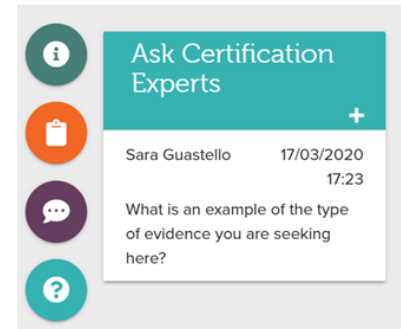 Ask Certification
Experts
+
Sara Guastello 17/03/2020
17:23
What is an example of the type
of evidence you are seeking
here?
?